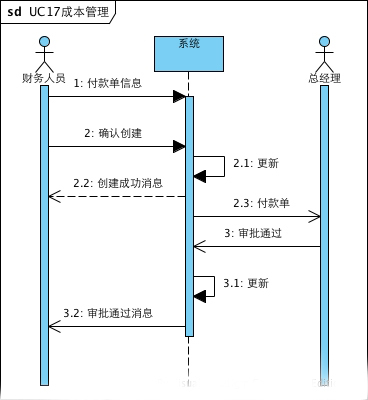 sd UC17成本管理
系统
财务人员
总经理
1: 付款单信息
2: 确认创建
2.1: 更新
2.2: 创建成功消息
2.3: 付款单
3: 审批通过
3.1: 更新
3.2: 审批通过消息